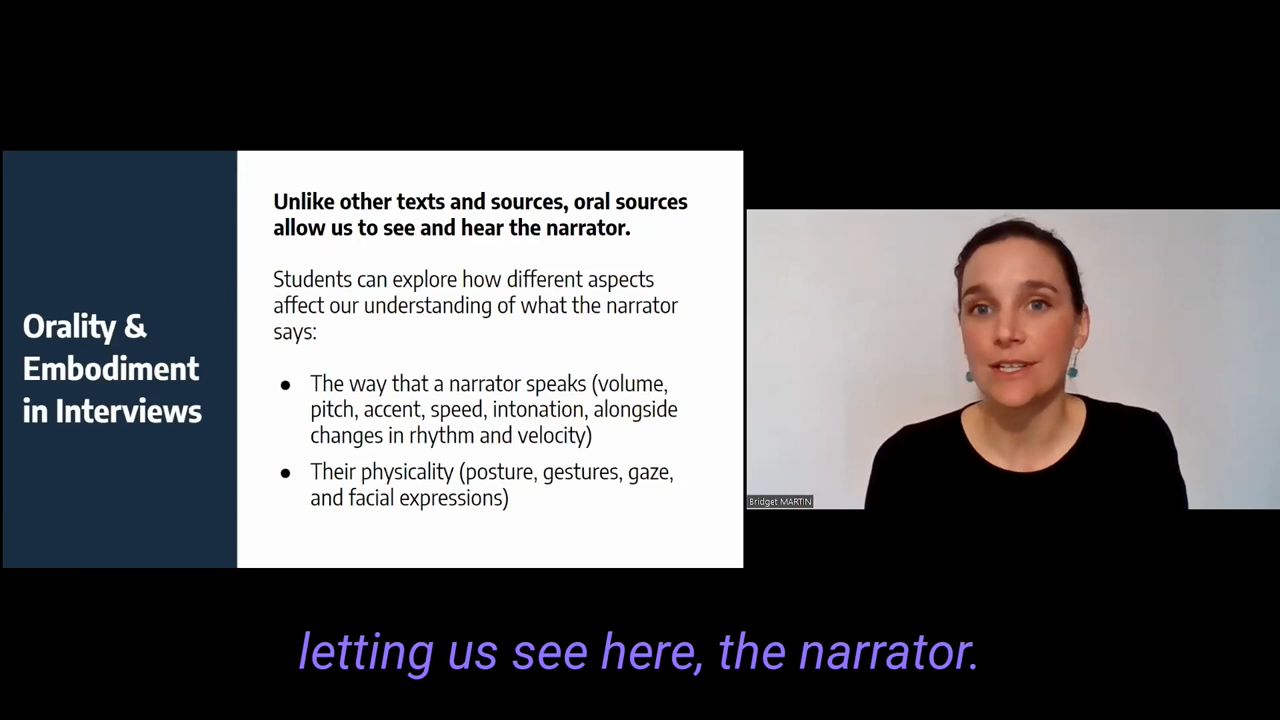 Orality &
Embodiment
in Interviews
Unlike other texts and sources, oral sources
allow us to see and hear the narrator.
Students can explore how different aspects
affect our understanding of what the narrator
says:
● The way that a narrator speaks (volume,
pitch, accent, speed, intonation, alongside
changes in rhythm and velocity)
● Their physicality (posture, gestures, gaze,
and facial expressions)
Bridget MARTIN
letting us see here, the narrator.